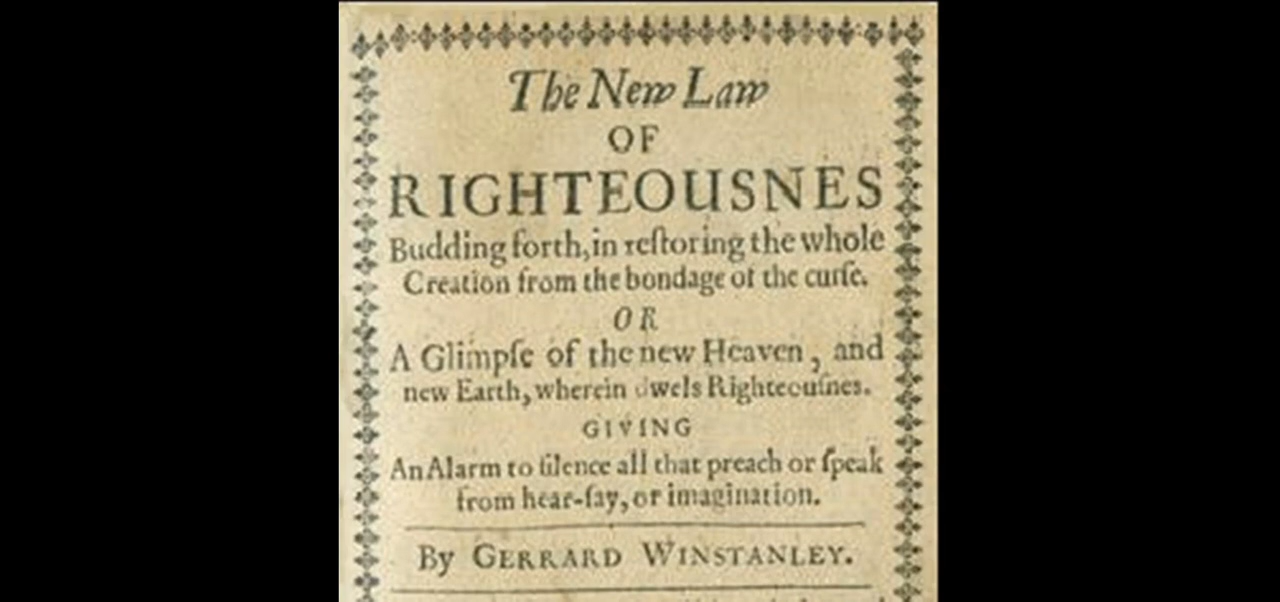 The New Law
OF
RIGHTEOUSNES
Budding forth, in reſtoring the whole
Creation from the bondage of the curſe.
OR
A Glimpſe of the new Heaven, and
new Earth, wherein dwels Righteouſnes.
GIVING
An Alarm to ſilence all that preach or ſpeak
from hear-ſay, or imagination.
By GERRARD WINSTANLEY.